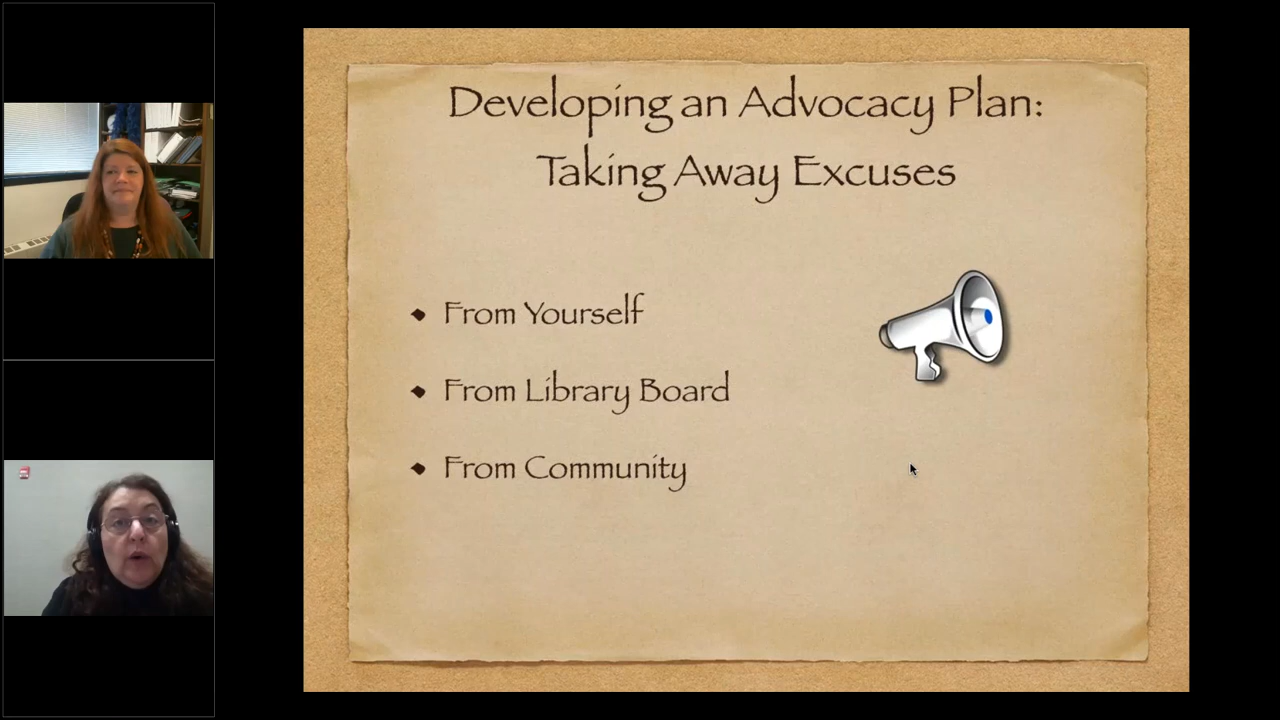 Developing an Advocacy Plan:
Taking Away Excuses
• From Yourself
• From Library Board
• From Community